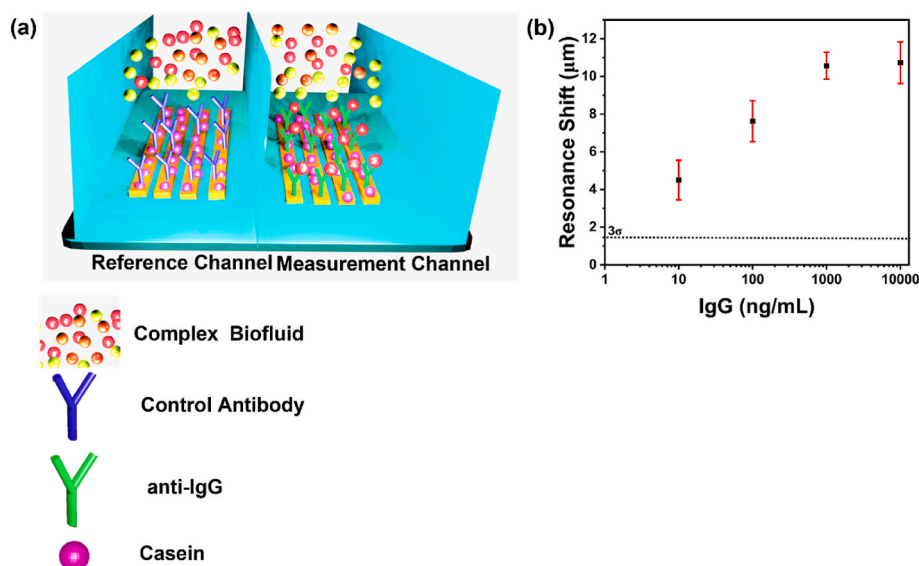 (a)
Reference Channel Measurement Channel
Complex Biofluid
Control Antibody
anti-IgG
Casein
(b)
Resonance Shift (μm)
12
10
8
6
4
2
0
3σ
1 10 100 1000 10000
IgG (ng/mL)